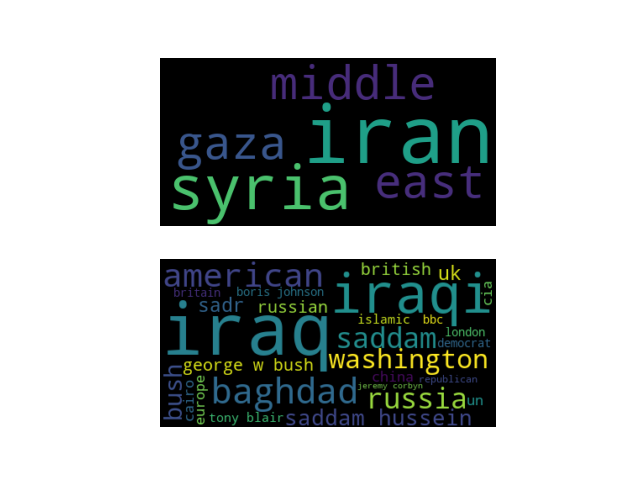 middle
iran
gaza
syria
east
british
uk
american
iraqi
cia
britain
boris johnson
sadr
russian
iraq
islamic
bbc
saddam
london
democrat
washington
george w bush
bush
cairo
europe
baghdad
china
republican
jeremy corbyn
russia
un
tony blair
saddam hussein